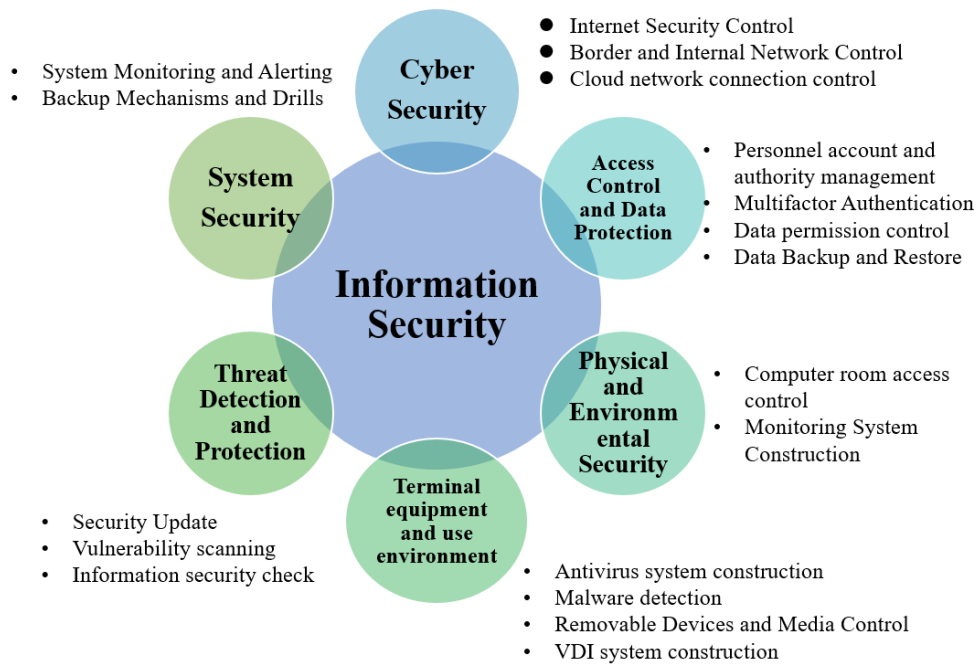 Cyber
Security
● Internet Security Control
● Border and Internal Network Control
● Cloud network connection control
• System Monitoring and Alerting
• Backup Mechanisms and Drills
System
Security
Access
Control
and Data
Protection
• Personnel account and
authority management
• Multifactor Authentication
• Data permission control
• Data Backup and Restore
Information
Security
Threat
Detection
and
Protection
Physical
and
Environm
ental
Security
• Computer room access
control
• Monitoring System
Construction
Terminal
equipment
and use
environment
• Security Update
• Vulnerability scanning
• Information security check
• Antivirus system construction
• Malware detection
• Removable Devices and Media Control
• VDI system construction